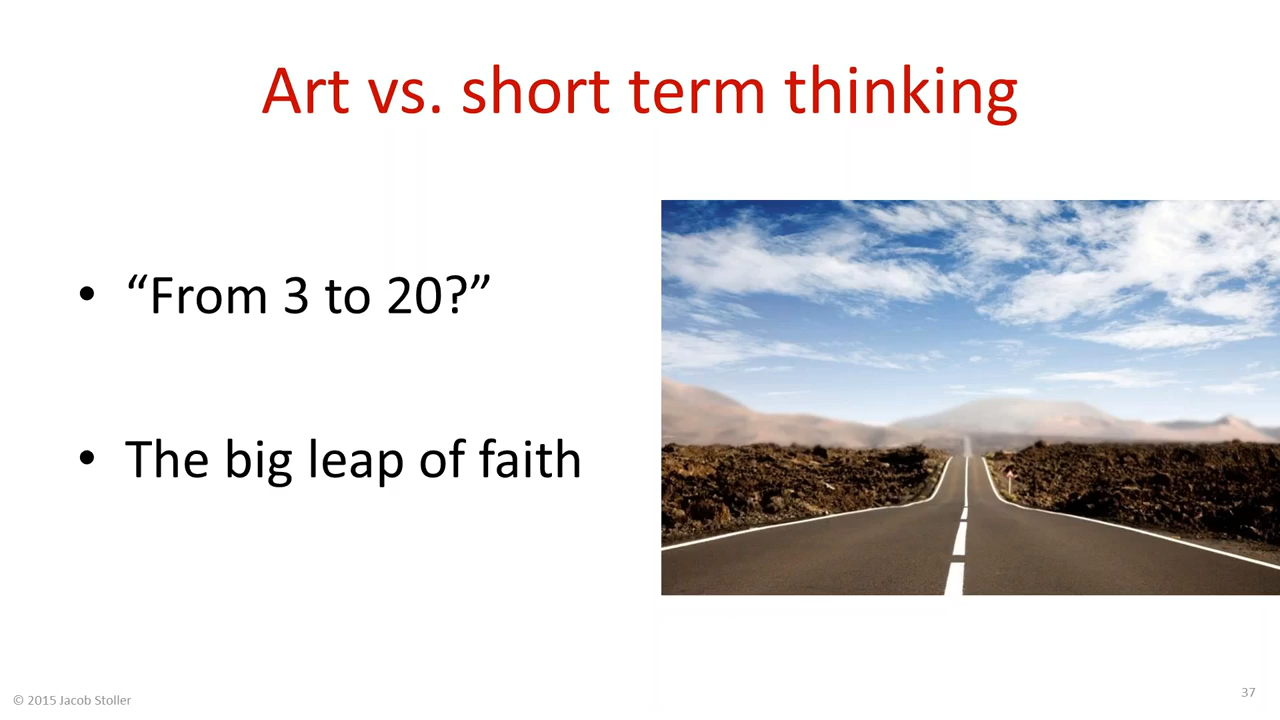 Art vs. short term thinking
• “From 3 to 20?”
• The big leap of faith
© 2015 Jacob Stoller
37